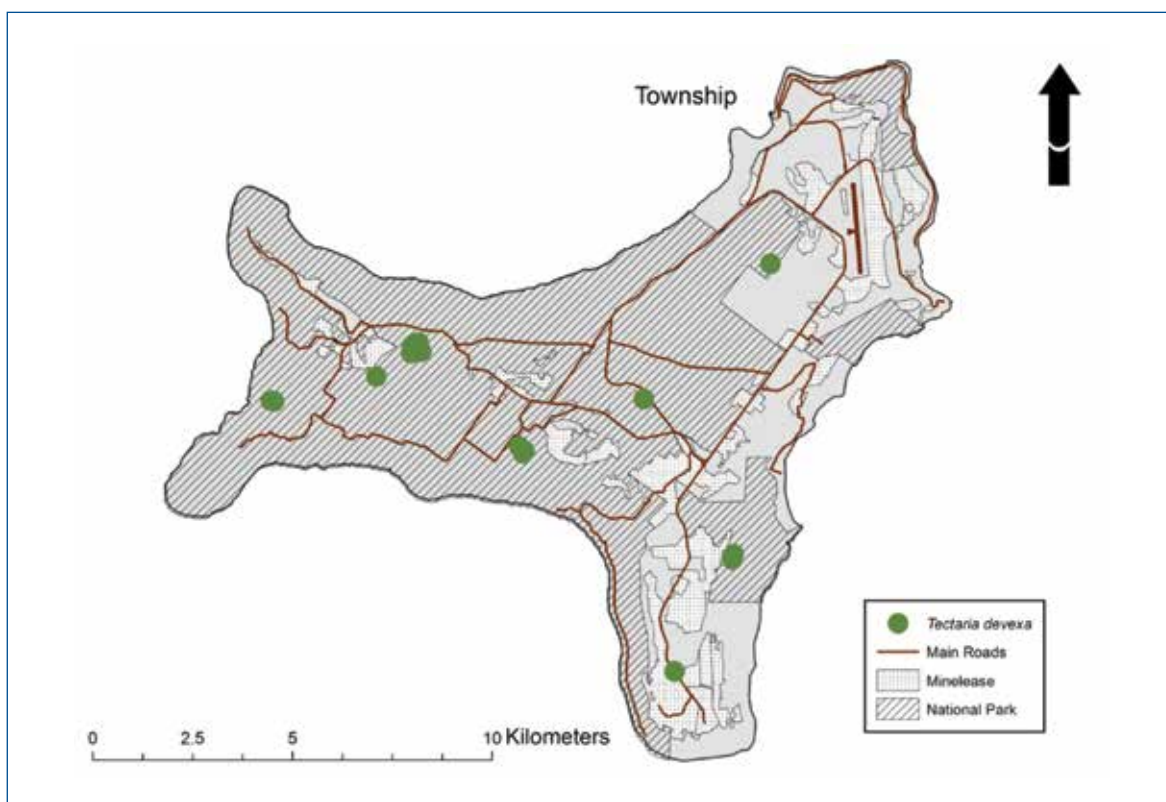 Township
Tectaria devexa
Main Roads
Minelease
National Park
0 2.5 5 10 Kilometers